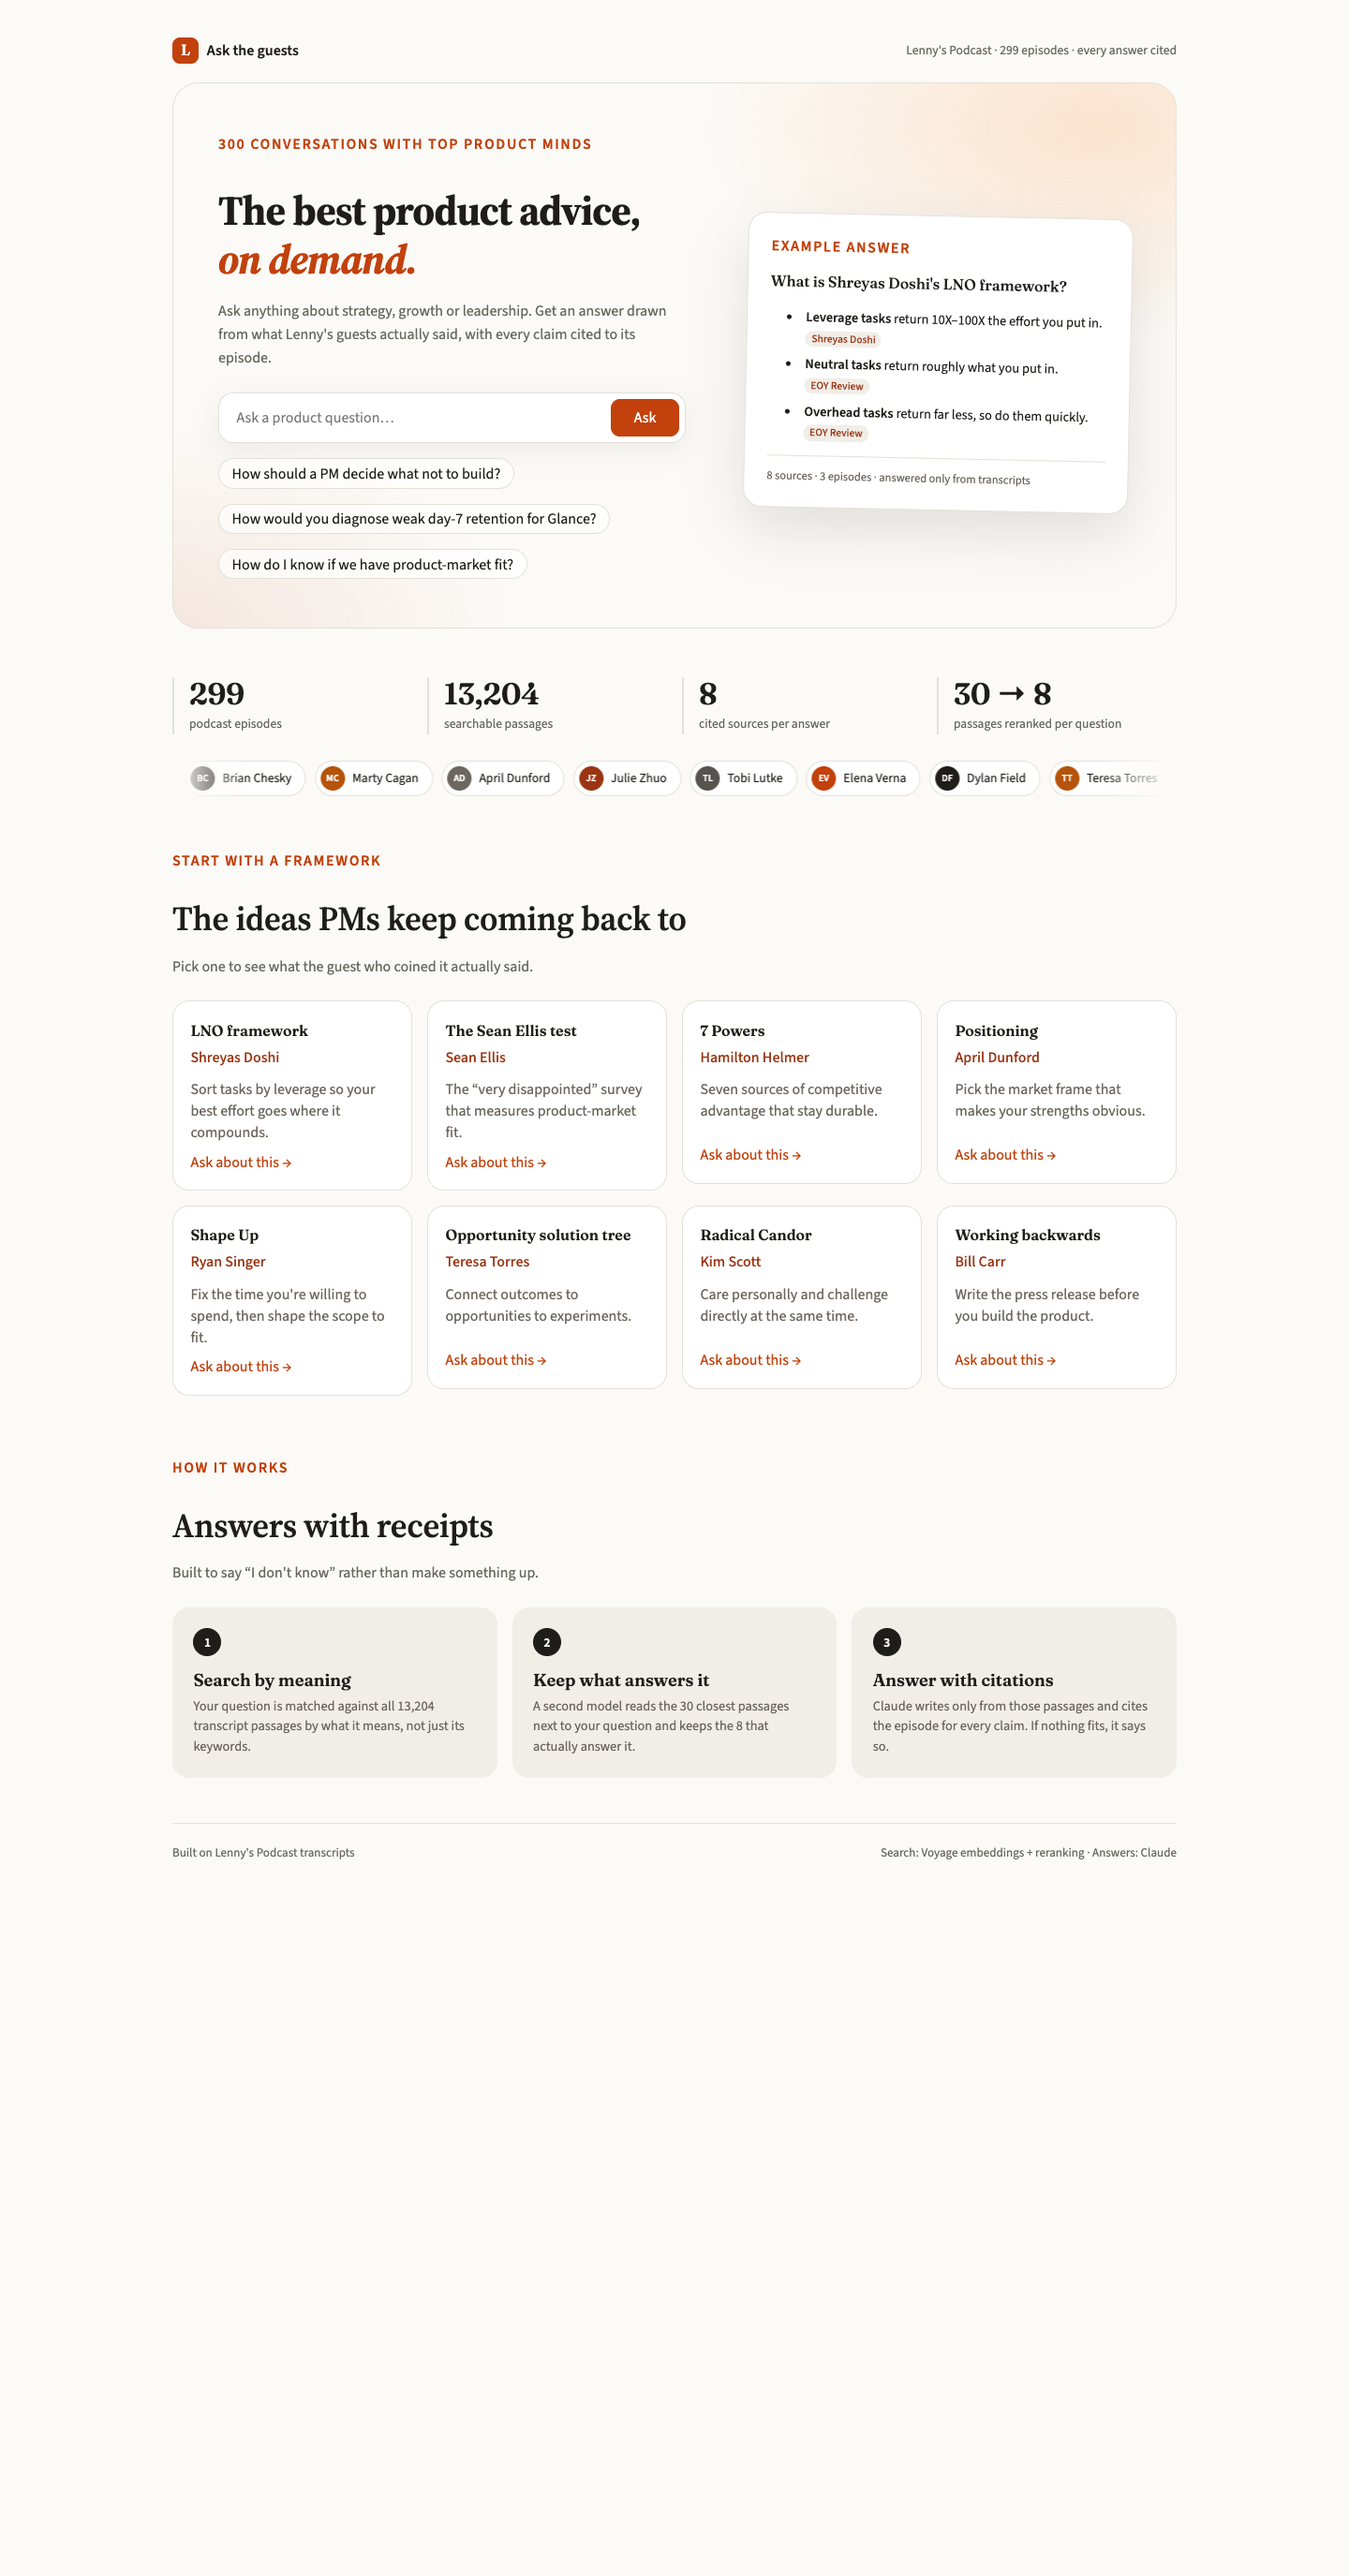 L Ask the guests
Lenny's Podcast · 299 episodes · every answer cited
300 CONVERSATIONS WITH TOP PRODUCT MINDS
The best product advice,
on demand.
Ask anything about strategy, growth or leadership. Get an answer drawn
from what Lenny's guests actually said, with every claim cited to its
episode.
Ask a product question…
Ask
How should a PM decide what not to build?
How would you diagnose weak day-7 retention for Glance?
How do I know if we have product-market fit?
EXAMPLE ANSWER
What is Shreyas Doshi's LNO framework?
• Leverage tasks return 10X–100X the effort you put in.
Shreyas Doshi
• Neutral tasks return roughly what you put in.
EOY Review
• Overhead tasks return far less, so do them quickly.
EOY Review
8 sources · 3 episodes · answered only from transcripts
299
podcast episodes
13,204
searchable passages
8
cited sources per answer
30 → 8
passages reranked per question
BC Brian Chesky
MC Marty Cagan
AD April Dunford
JZ Julie Zhuo
TL Tobi Lutke
EV Elena Verna
DF Dylan Field
TT Teresa Torres
START WITH A FRAMEWORK
The ideas PMs keep coming back to
Pick one to see what the guest who coined it actually said.
LNO framework
Shreyas Doshi
Sort tasks by leverage so your
best effort goes where it
compounds.
Ask about this →
The Sean Ellis test
Sean Ellis
The “very disappointed” survey
that measures product-market
fit.
Ask about this →
7 Powers
Hamilton Helmer
Seven sources of competitive
advantage that stay durable.
Ask about this →
Positioning
April Dunford
Pick the market frame that
makes your strengths obvious.
Ask about this →
Shape Up
Ryan Singer
Fix the time you're willing to
spend, then shape the scope to
fit.
Ask about this →
Opportunity solution tree
Teresa Torres
Connect outcomes to
opportunities to experiments.
Ask about this →
Radical Candor
Kim Scott
Care personally and challenge
directly at the same time.
Ask about this →
Working backwards
Bill Carr
Write the press release before
you build the product.
Ask about this →
HOW IT WORKS
Answers with receipts
Built to say “I don't know” rather than make something up.
1
Search by meaning
Your question is matched against all 13,204
transcript passages by what it means, not just its
keywords.
2
Keep what answers it
A second model reads the 30 closest passages
next to your question and keeps the 8 that
actually answer it.
3
Answer with citations
Claude writes only from those passages and cites
the episode for every claim. If nothing fits, it says
so.
Built on Lenny's Podcast transcripts
Search: Voyage embeddings + reranking · Answers: Claude